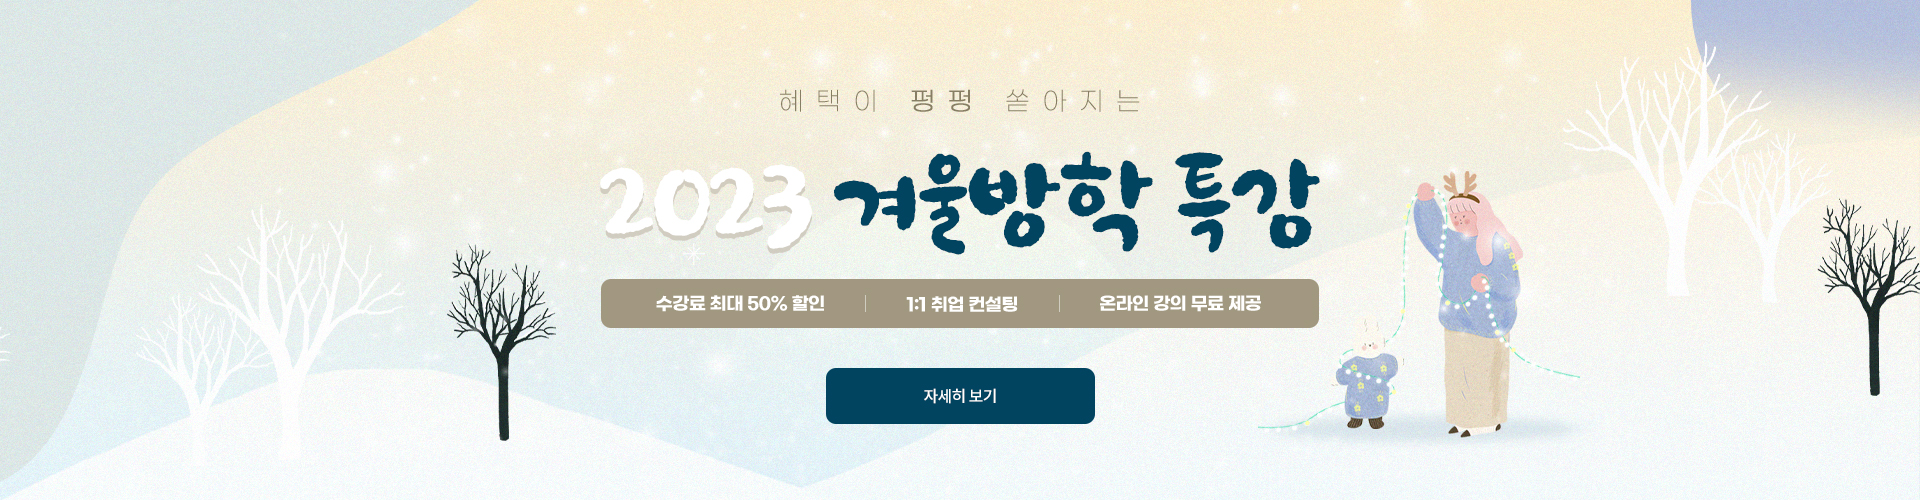 혜택이 펑펑 쏟아지는
2023 겨울방학 특강
수강료 최대 50% 할인 | 1:1 취업 컨설팅 | 온라인 강의 무료 제공
자세히 보기